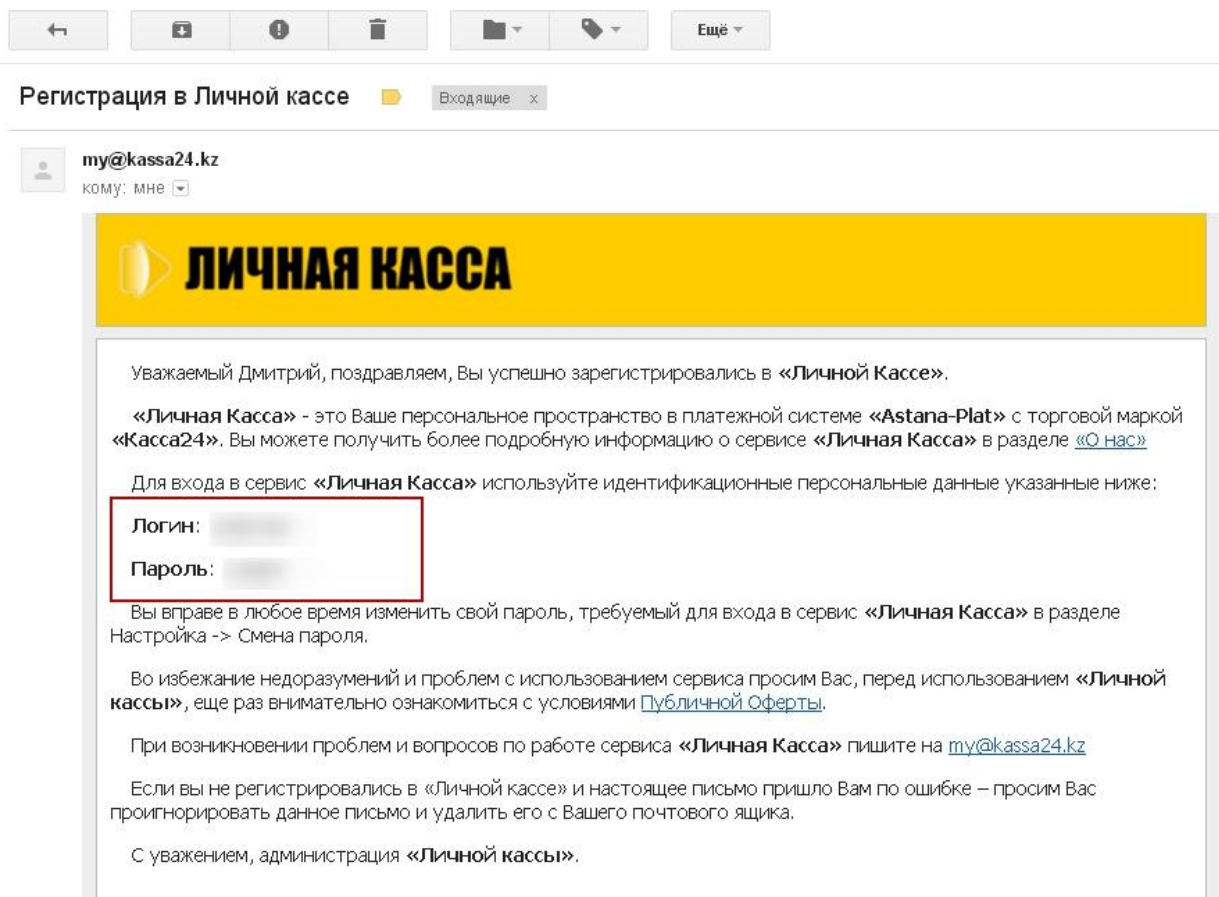 Ещё
Регистрация в Личной кассе
Входящие x
my@kassa24.kz
кому: мне
ЛИЧНАЯ КАССА
Уважаемый Дмитрий, поздравляем, Вы успешно зарегистрировались в «Личной Кассе».
«Личная Касса» - это Ваше персональное пространство в платежной системе «Astana-Plat» с торговой маркой
«Касса24». Вы можете получить более подробную информацию о сервисе «Личная Касса» в разделе «О нас»
Для входа в сервис «Личная Касса» используйте идентификационные персональные данные указанные ниже:
Логин:
Пароль:
Вы вправе в любое время изменить свой пароль, требуемый для входа в сервис «Личная Касса» в разделе
Настройка -> Смена пароля.
Во избежание недоразумений и проблем с использованием сервиса просим Вас, перед использованием «Личной
кассы», еще раз внимательно ознакомиться с условиями Публичной Оферты.
При возникновении проблем и вопросов по работе сервиса «Личная Касса» пишите на my@kassa24.kz
Если вы не регистрировались в «Личной кассе» и настоящее письмо пришло Вам по ошибке – просим Вас
проигнорировать данное письмо и удалить его с Вашего почтового ящика.
С уважением, администрация «Личной кассы».